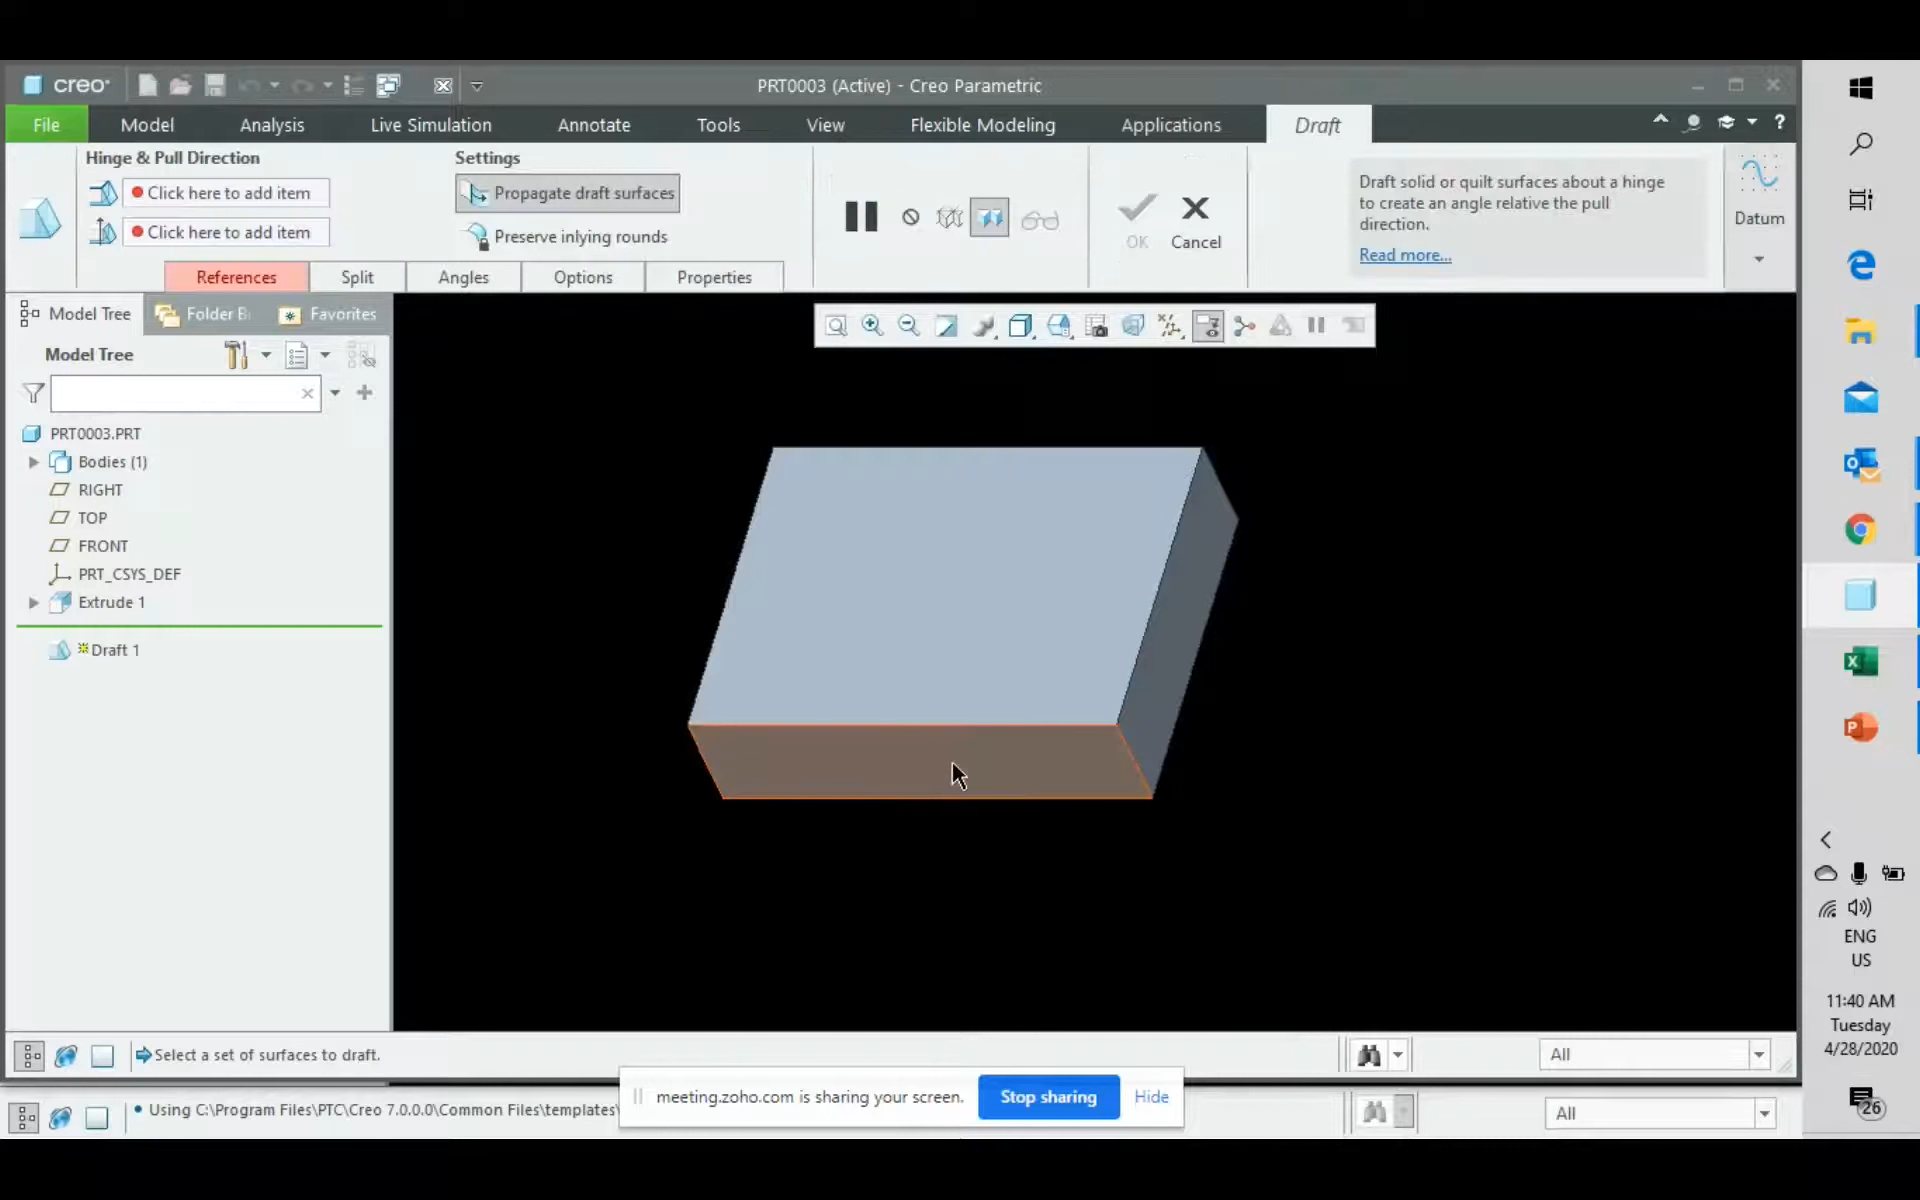 creo
PRT0003 (Active) - Creo Parametric
File
Model
Analysis
Live Simulation
Annotate
Tools
View
Flexible Modeling
Applications
Draft
?
Hinge & Pull Direction
Settings
Click here to add item
Click here to add item
Propagate draft surfaces
Preserve inlying rounds
OK
Cancel
Draft solid or quilt surfaces about a hinge
to create an angle relative the pull
direction.
Read more...
Datum
References
Split
Angles
Options
Properties
Model Tree
Folder B
Favorites
Model Tree
PRT0003.PRT
Bodies (1)
RIGHT
TOP
FRONT
PRT_CSYS_DEF
Extrude 1
Draft 1
Select a set of surfaces to draft.
All
Using C:\Program Files\PTC\Creo 7.0.0.0\Common Files\templates\
meeting.zoho.com is sharing your screen.
Stop sharing
Hide
All
ENG
US
11:40 AM
Tuesday
4/28/2020
26